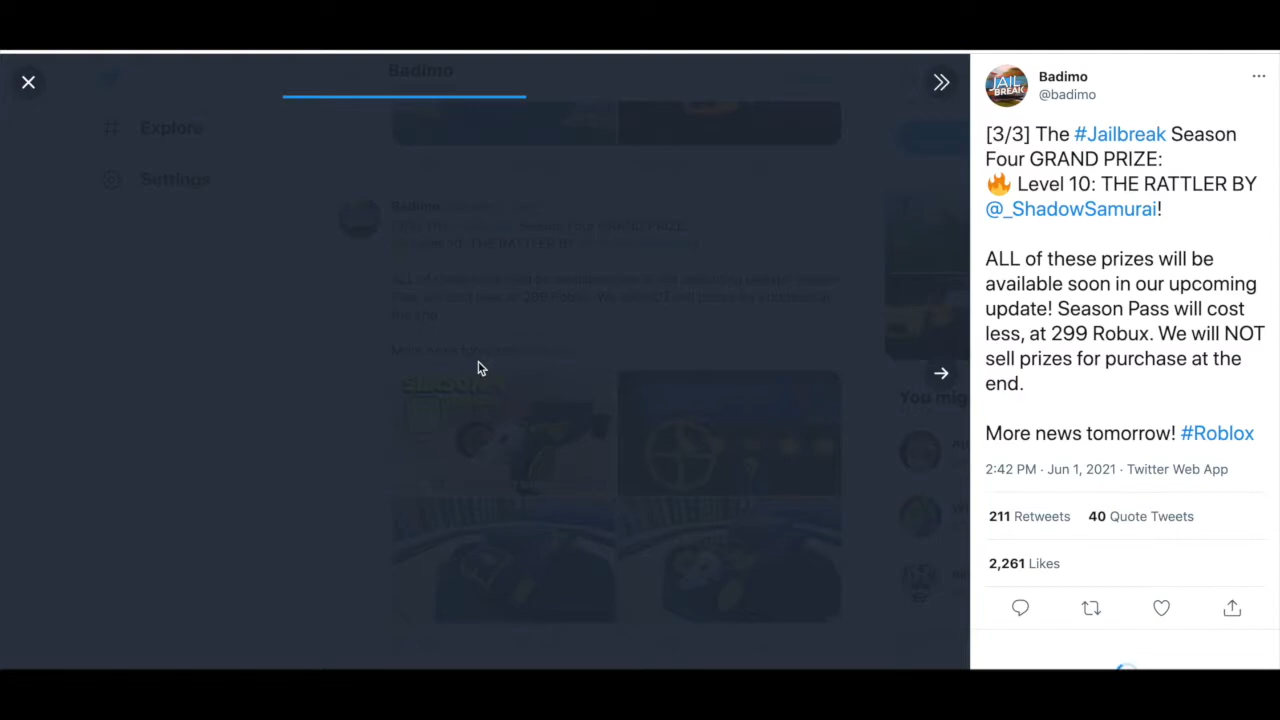 Badimo
Explore
Settings
Badimo
@badimo
[3/3] The #Jailbreak Season
Four GRAND PRIZE:
🔥 Level 10: THE RATTLER BY
@_ShadowSamurai!
ALL of these prizes will be
available soon in our upcoming
update! Season Pass will cost
less, at 299 Robux. We will NOT
sell prizes for purchase at the
end.
More news tomorrow! #Roblox
2:42 PM · Jun 1, 2021 · Twitter Web App
211 Retweets 40 Quote Tweets
2,261 Likes